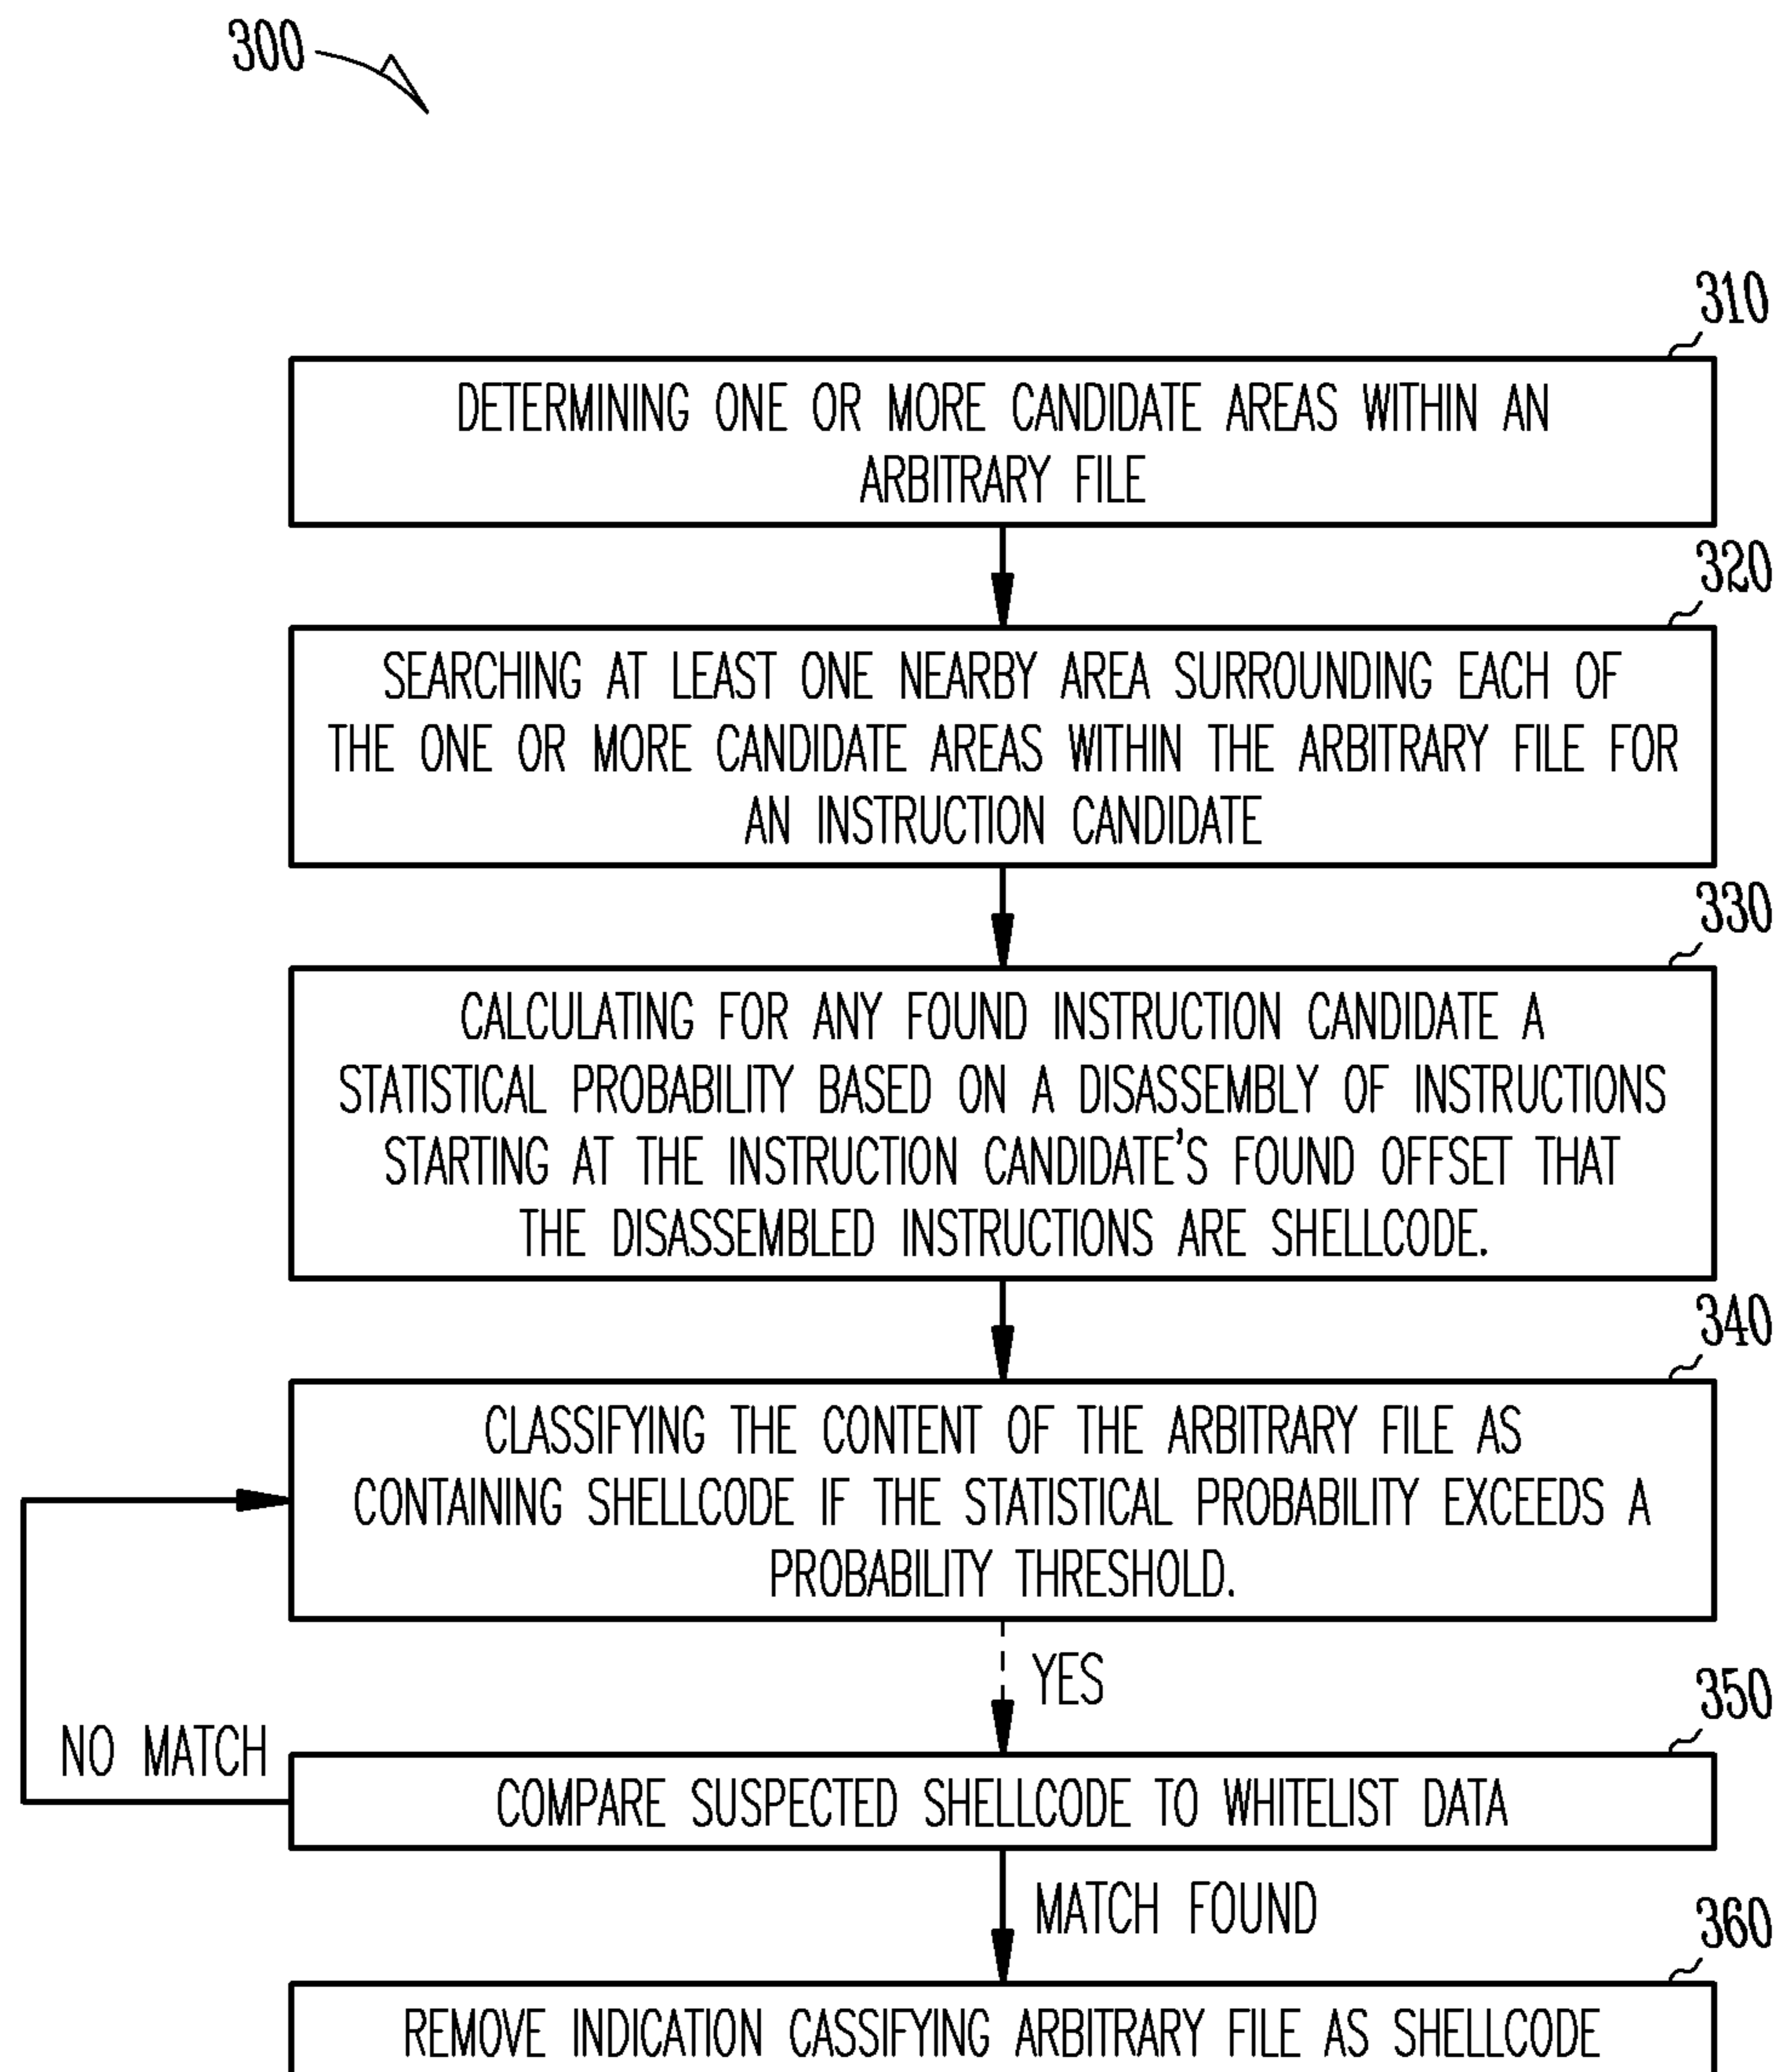 300
310
DETERMINING ONE OR MORE CANDIDATE AREAS WITHIN AN
ARBITRARY FILE
320
SEARCHING AT LEAST ONE NEARBY AREA SURROUNDING EACH OF
THE ONE OR MORE CANDIDATE AREAS WITHIN THE ARBITRARY FILE FOR
AN INSTRUCTION CANDIDATE
330
CALCULATING FOR ANY FOUND INSTRUCTION CANDIDATE A
STATISTICAL PROBABILITY BASED ON A DISASSEMBLY OF INSTRUCTIONS
STARTING AT THE INSTRUCTION CANDIDATE'S FOUND OFFSET THAT
THE DISASSEMBLED INSTRUCTIONS ARE SHELLCODE.
340
CLASSIFYING THE CONTENT OF THE ARBITRARY FILE AS
CONTAINING SHELLCODE IF THE STATISTICAL PROBABILITY EXCEEDS A
PROBABILITY THRESHOLD.
YES
350
NO MATCH
COMPARE SUSPECTED SHELLCODE TO WHITELIST DATA
MATCH FOUND
360
REMOVE INDICATION CASSIFYING ARBITRARY FILE AS SHELLCODE